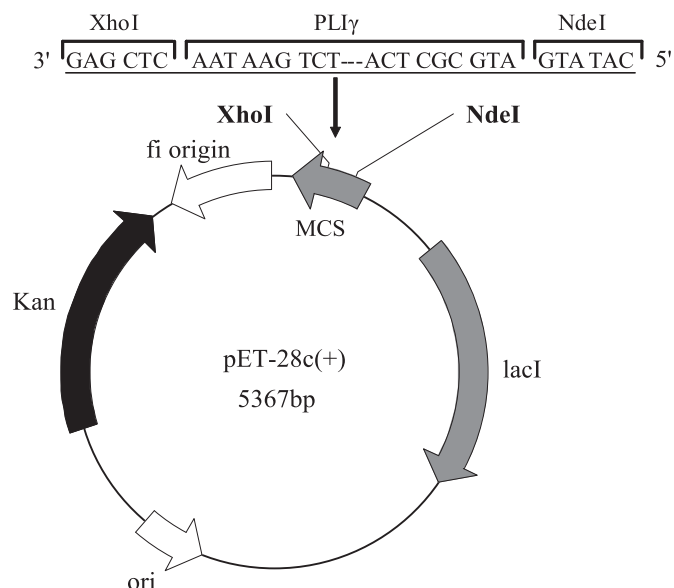 XhoI PLIγ NdeI
3' GAG CTC AAT AAG TCT---ACT CGC GTA GTA TAC 5'
XhoI NdeI
fi origin
MCS
Kan
lacI
pET-28c(+)
5367bp
ori